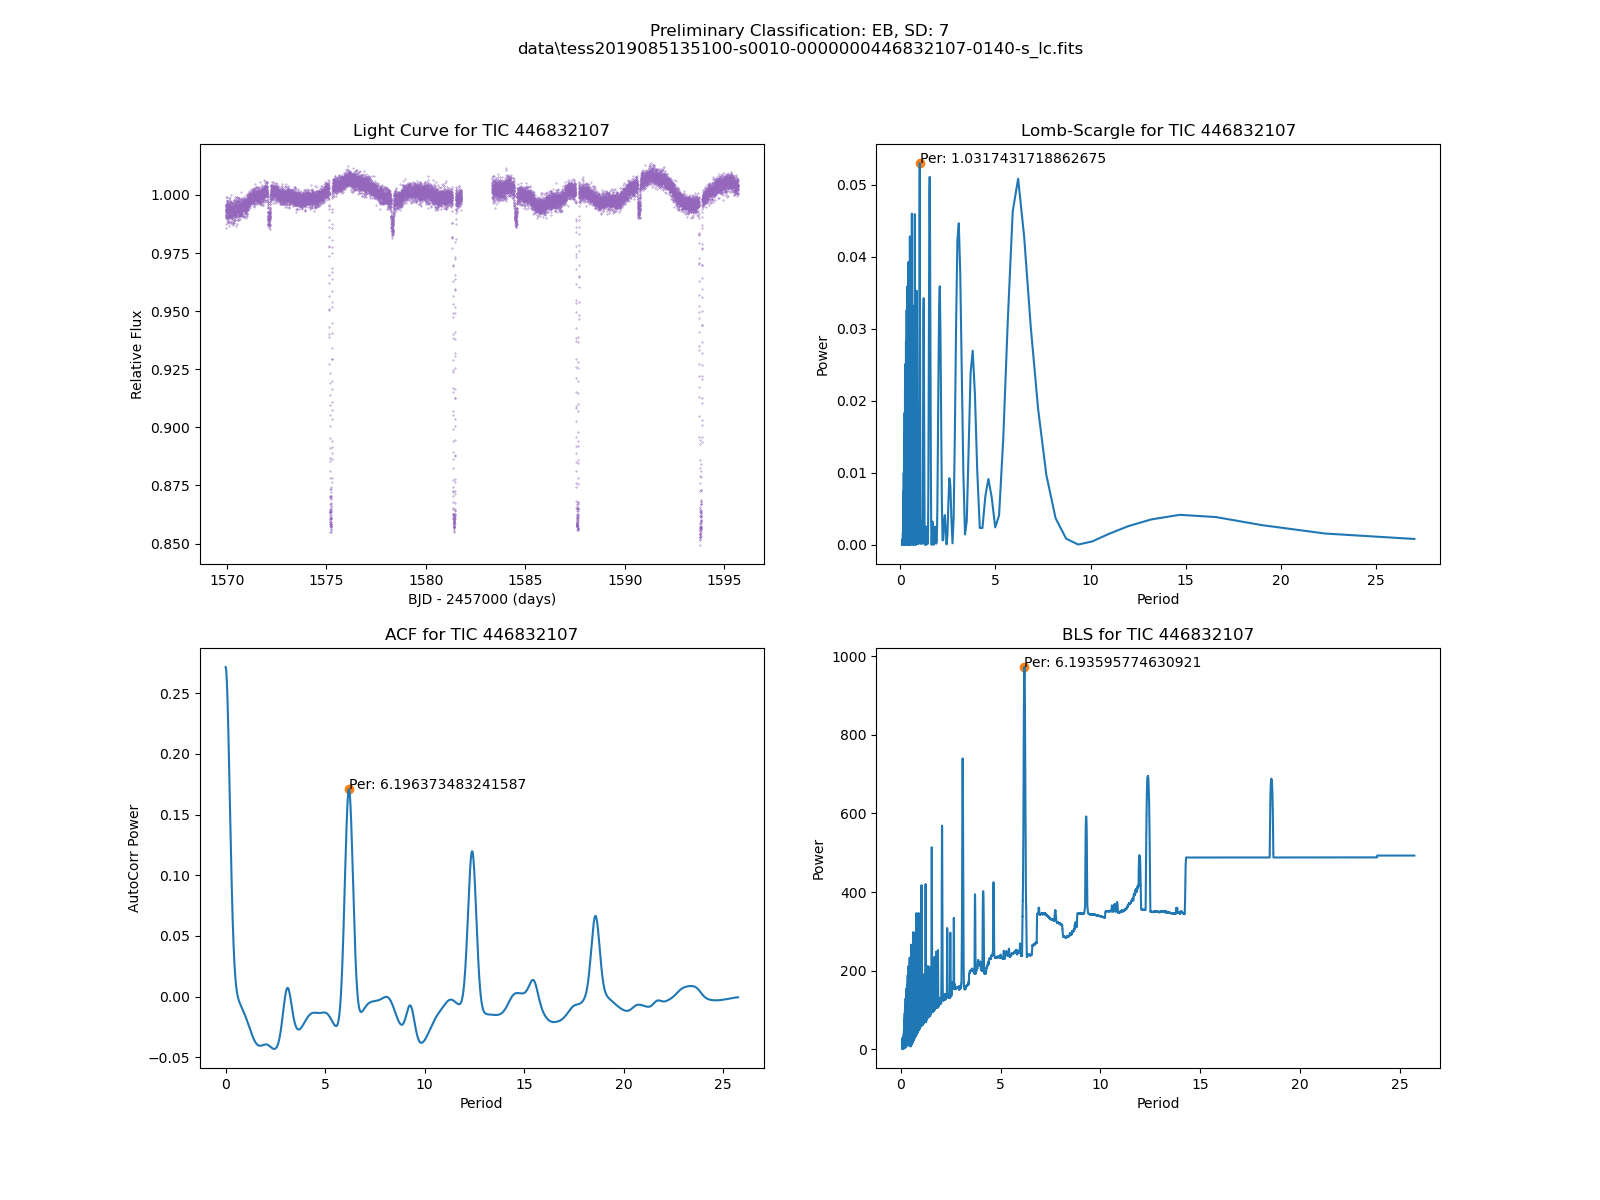 Preliminary Classification: EB, SD: 7
data\tess2019085135100-s0010-0000000446832107-0140-s_lc.fits
Light Curve for TIC 446832107
1.000
0.975
0.950
0.925
0.900
0.875
0.850
Relative Flux
1570
1575
1580
1585
1590
1595
BJD - 2457000 (days)
Lomb-Scargle for TIC 446832107
Per: 1.0317431718862675
0.05
0.04
0.03
0.02
0.01
0.00
Power
0
5
10
15
20
25
Period
ACF for TIC 446832107
Per: 6.196373483241587
0.25
0.20
0.15
0.10
0.05
0.00
−0.05
AutoCorr Power
0
5
10
15
20
25
Period
BLS for TIC 446832107
Per: 6.193595774630921
1000
800
600
400
200
0
Power
0
5
10
15
20
25
Period